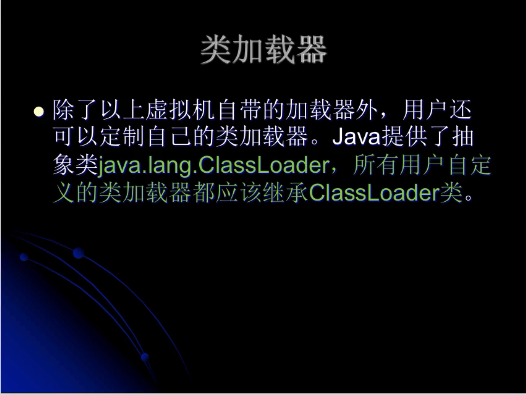 类加载器
除了以上虚拟机自带的加载器外，用户还
可以定制自己的类加载器。Java提供了抽
象类java.lang.ClassLoader，所有用户自定
义的类加载器都应该继承ClassLoader类。